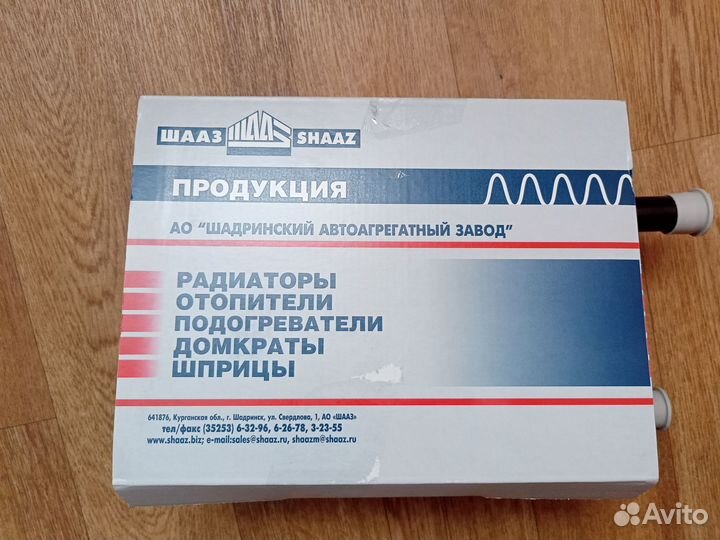 ШААЗ ШААЗ SHAAZ
ПРОДУКЦИЯ
АО "ШАДРИНСКИЙ АВТОАГРЕГАТНЫЙ ЗАВОД"
РАДИАТОРЫ
ОТОПИТЕЛИ
ПОДОГРЕВАТЕЛИ
ДОМКРАТЫ
ШПРИЦЫ
641876, Курганская обл., г. Шадринск, ул. Свердлова, 1, АО «ШААЗ»
тел/факс (35253) 6-32-96, 6-26-78, 3-23-55
www.shaaz.biz; e-mail:sales@shaaz.ru, shaazm@shaaz.ru
Avito